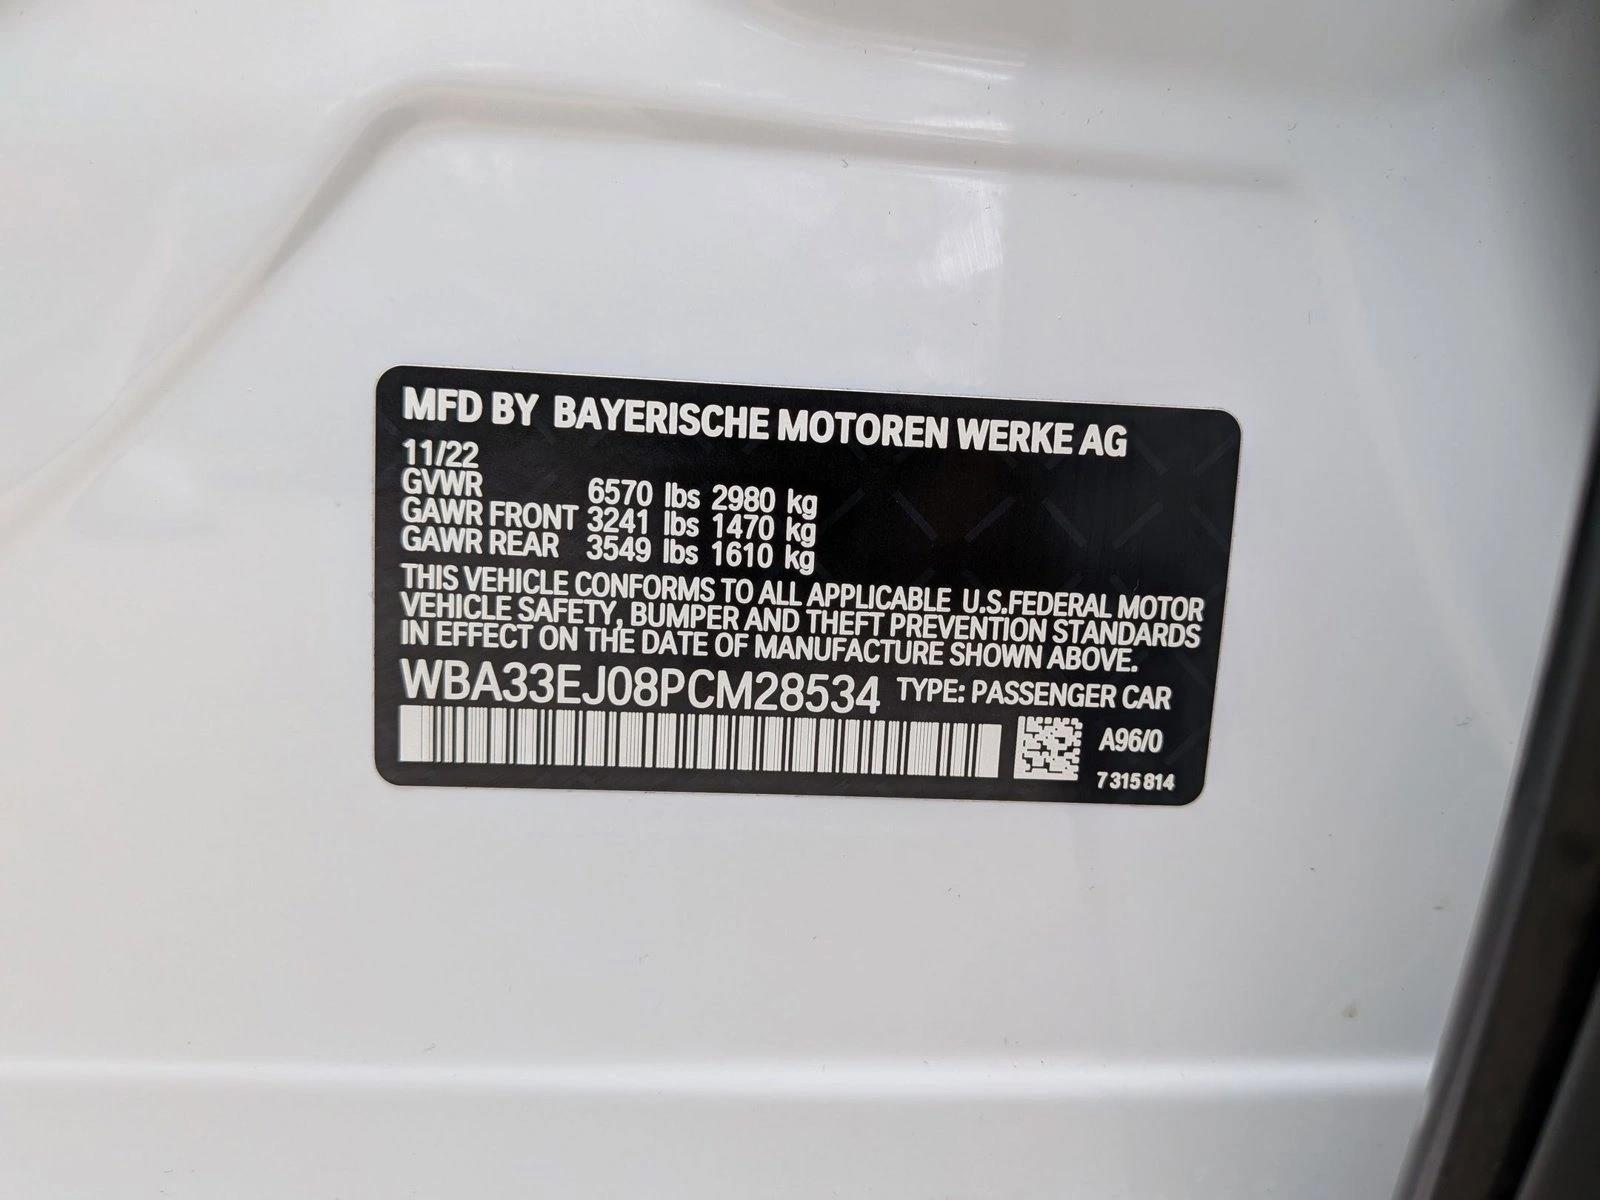 MFD BY BAYERISCHE MOTOREN WERKE AG
11/22
GVWR 6570 lbs 2980 kg
GAWR FRONT 3241 lbs 1470 kg
GAWR REAR 3549 lbs 1610 kg
THIS VEHICLE CONFORMS TO ALL APPLICABLE U.S.FEDERAL MOTOR
VEHICLE SAFETY, BUMPER AND THEFT PREVENTION STANDARDS
IN EFFECT ON THE DATE OF MANUFACTURE SHOWN ABOVE.
WBA33EJ08PCM28534 TYPE: PASSENGER CAR
A96/0
7 315 814